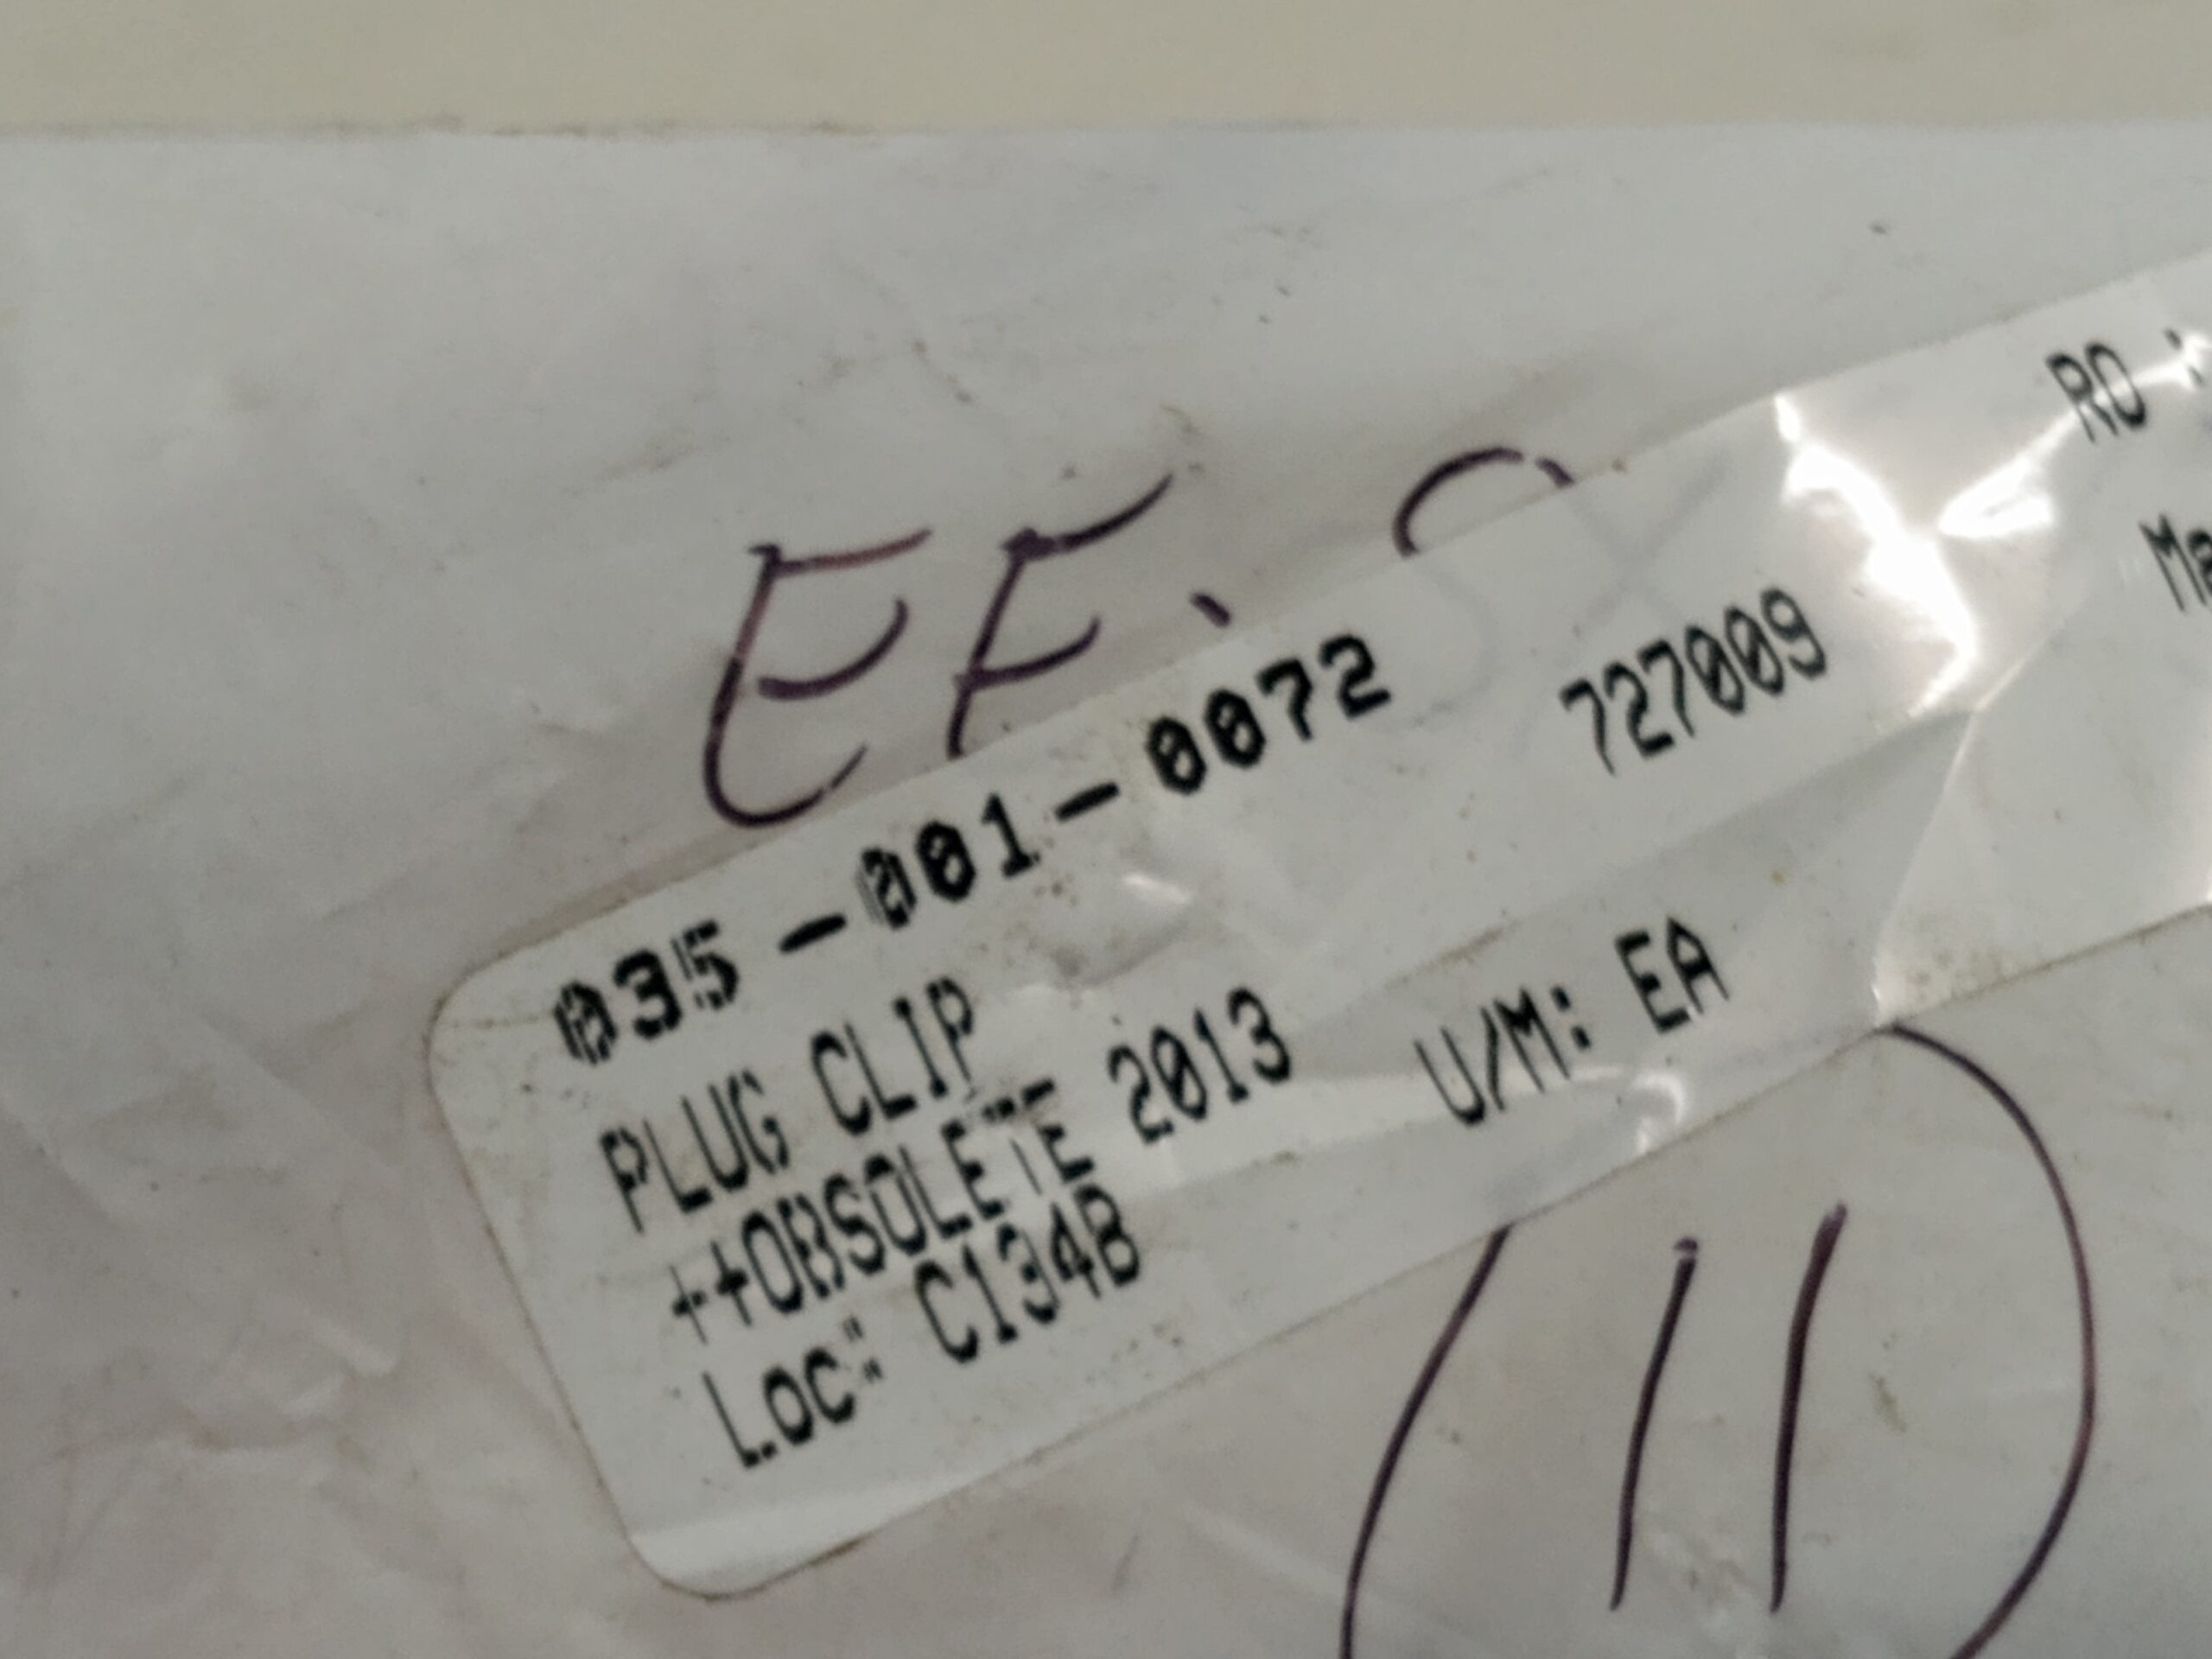 EF.
035-001-0072 727009 RO :
PLUG CLIP
++OBSOLETE 2013 U/M: EA
Loc: C134B
11